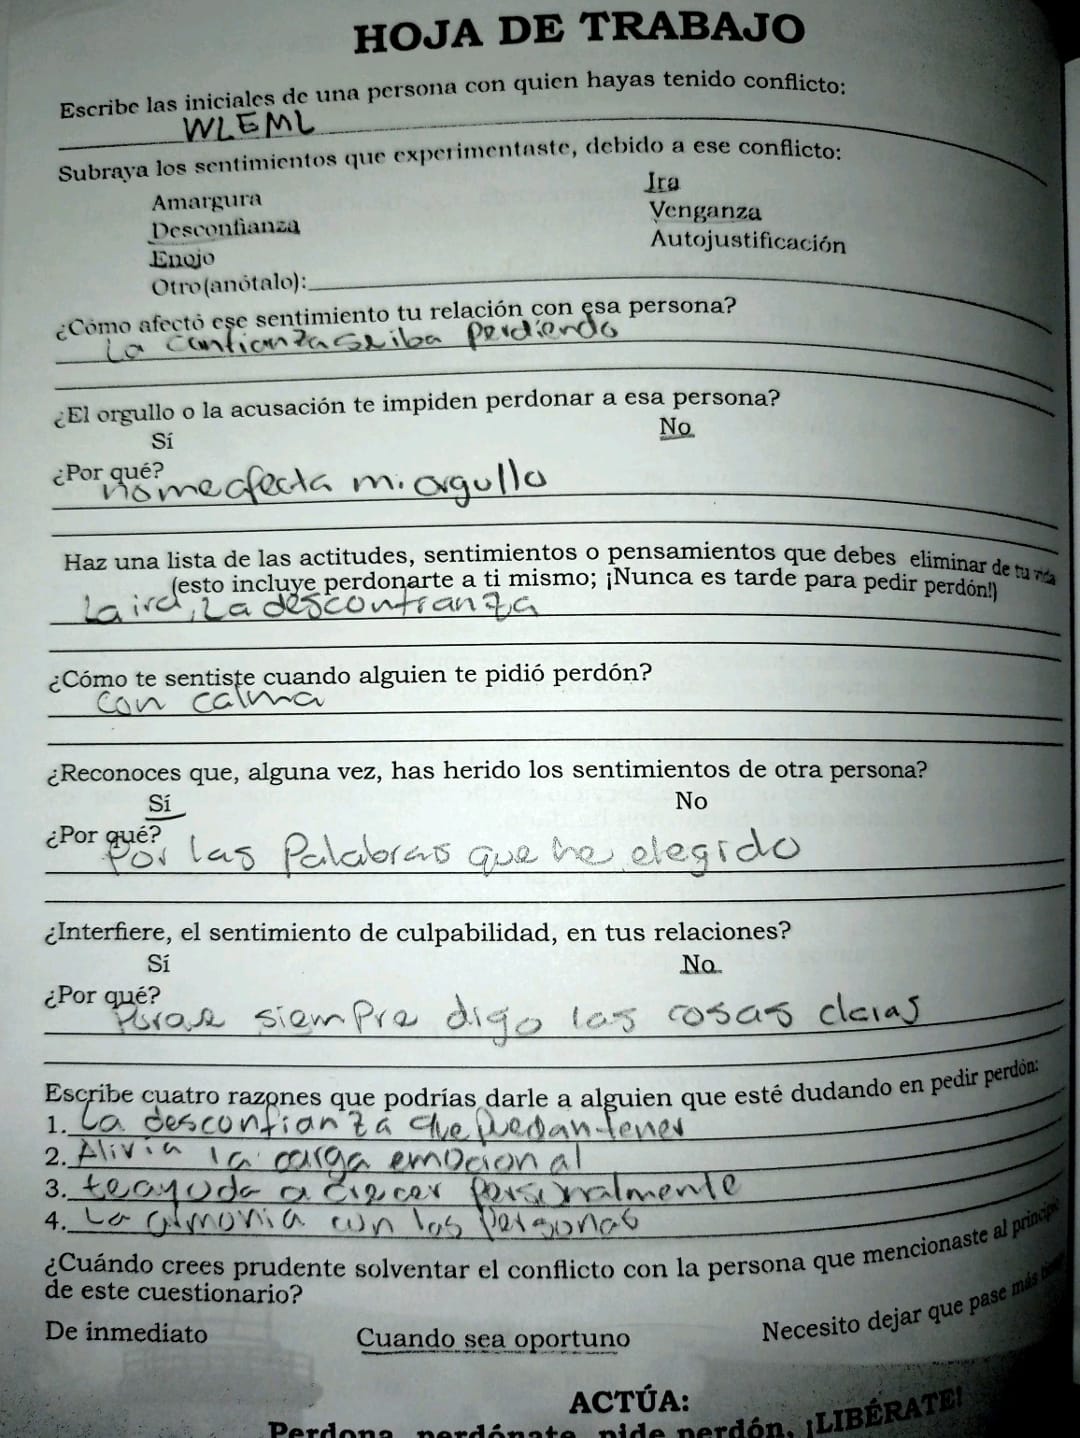 HOJA DE TRABAJO
Escribe las iniciales de una persona con quien hayas tenido conflicto:
WLEML
Subraya los sentimientos que experimentaste, debido a ese conflicto:
Amargura Ira
Desconfianza Venganza
Enojo Autojustificación
Otro(anótalo):
¿Cómo afectó ese sentimiento tu relación con esa persona?
La confianza se iba perdiendo
¿El orgullo o la acusación te impiden perdonar a esa persona?
Sí No
¿Por qué?
no me afecta mi orgullo
Haz una lista de las actitudes, sentimientos o pensamientos que debes eliminar de tu vida
(esto incluye perdonarte a ti mismo; ¡Nunca es tarde para pedir perdón!)
La ira, La desconfianza
¿Cómo te sentiste cuando alguien te pidió perdón?
con calma
¿Reconoces que, alguna vez, has herido los sentimientos de otra persona?
Sí No
¿Por qué?
Por las Palabras que he elegido
¿Interfiere, el sentimiento de culpabilidad, en tus relaciones?
Sí No
¿Por qué?
siempre digo las cosas claras
Escribe cuatro razones que podrías darle a alguien que esté dudando en pedir perdón:
1. La desconfianza que puedan tener
2. Alivia la carga emocional
3. te ayuda a crecer personalmente
4. La con las personas
¿Cuándo crees prudente solventar el conflicto con la persona que mencionaste al principio
de este cuestionario?
De inmediato Cuando sea oportuno Necesito dejar que pase más
ACTÚA:
Perdona, perdónate, pide perdón, ¡LIBÉRATE!